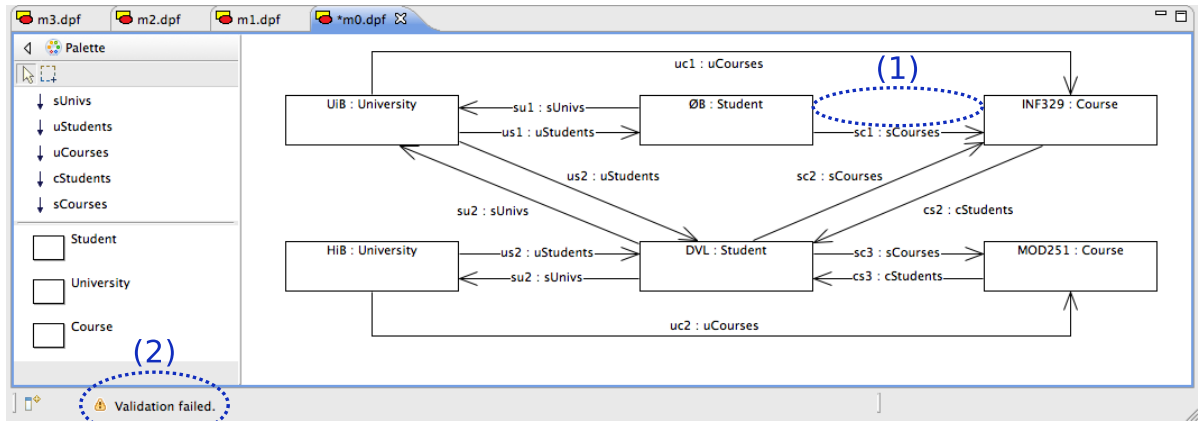 m3.dpf
m2.dpf
m1.dpf
*m0.dpf
Palette
sUnivs
uStudents
uCourses
cStudents
sCourses
Student
University
Course
uc1 : uCourses
(1)
UiB : University
su1 : sUnivs
us1 : uStudents
ØB : Student
sc1 : sCourses
INF329 : Course
us2 : uStudents
sc2 : sCourses
su2 : sUnivs
cs2 : cStudents
HiB : University
us2 : uStudents
su2 : sUnivs
DVL : Student
sc3 : sCourses
cs3 : cStudents
MOD251 : Course
uc2 : uCourses
(2)
Validation failed.